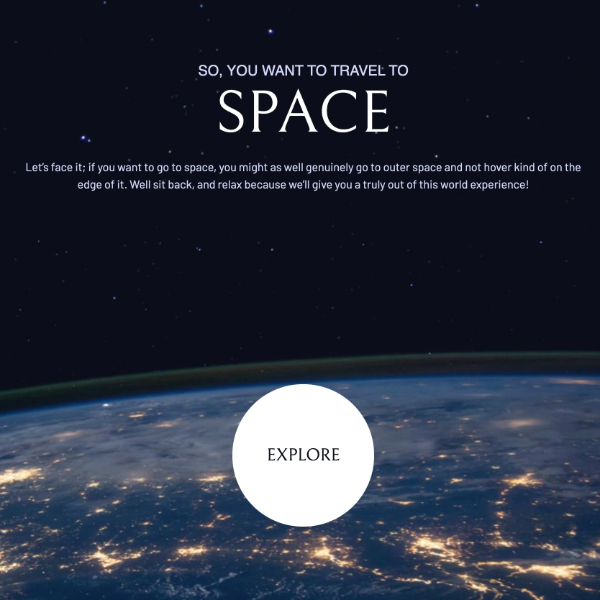 SO, YOU WANT TO TRAVEL TO
SPACE
Let's face it; if you want to go to space, you might as well genuinely go to outer space and not hover kind of on the
edge of it. Well sit back, and relax because we'll give you a truly out of this world experience!
EXPLORE